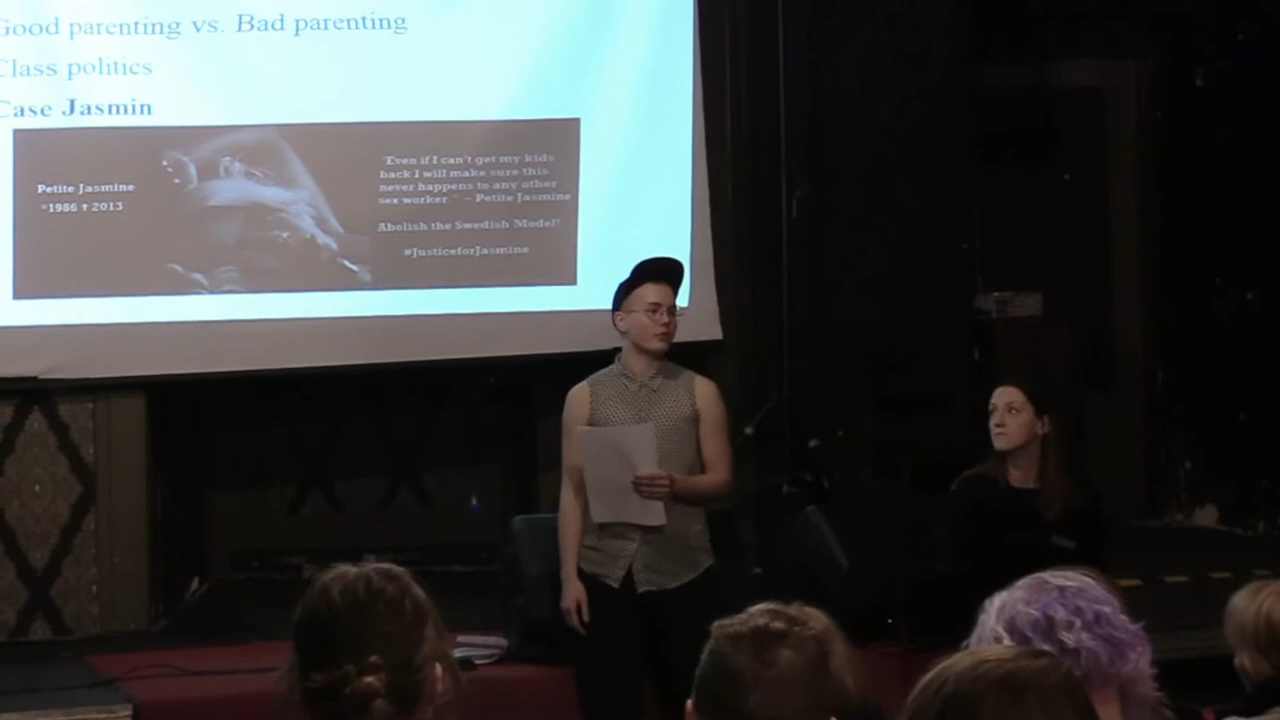 Good parenting vs. Bad parenting
Class politics
Case Jasmin
Petite Jasmine
*1986 ✝ 2013
"Even if I can't get my kids
back I will make sure this
never happens to any other
sex worker." ~ Petite Jasmine
Abolish the Swedish Model!
#JusticeforJasmine